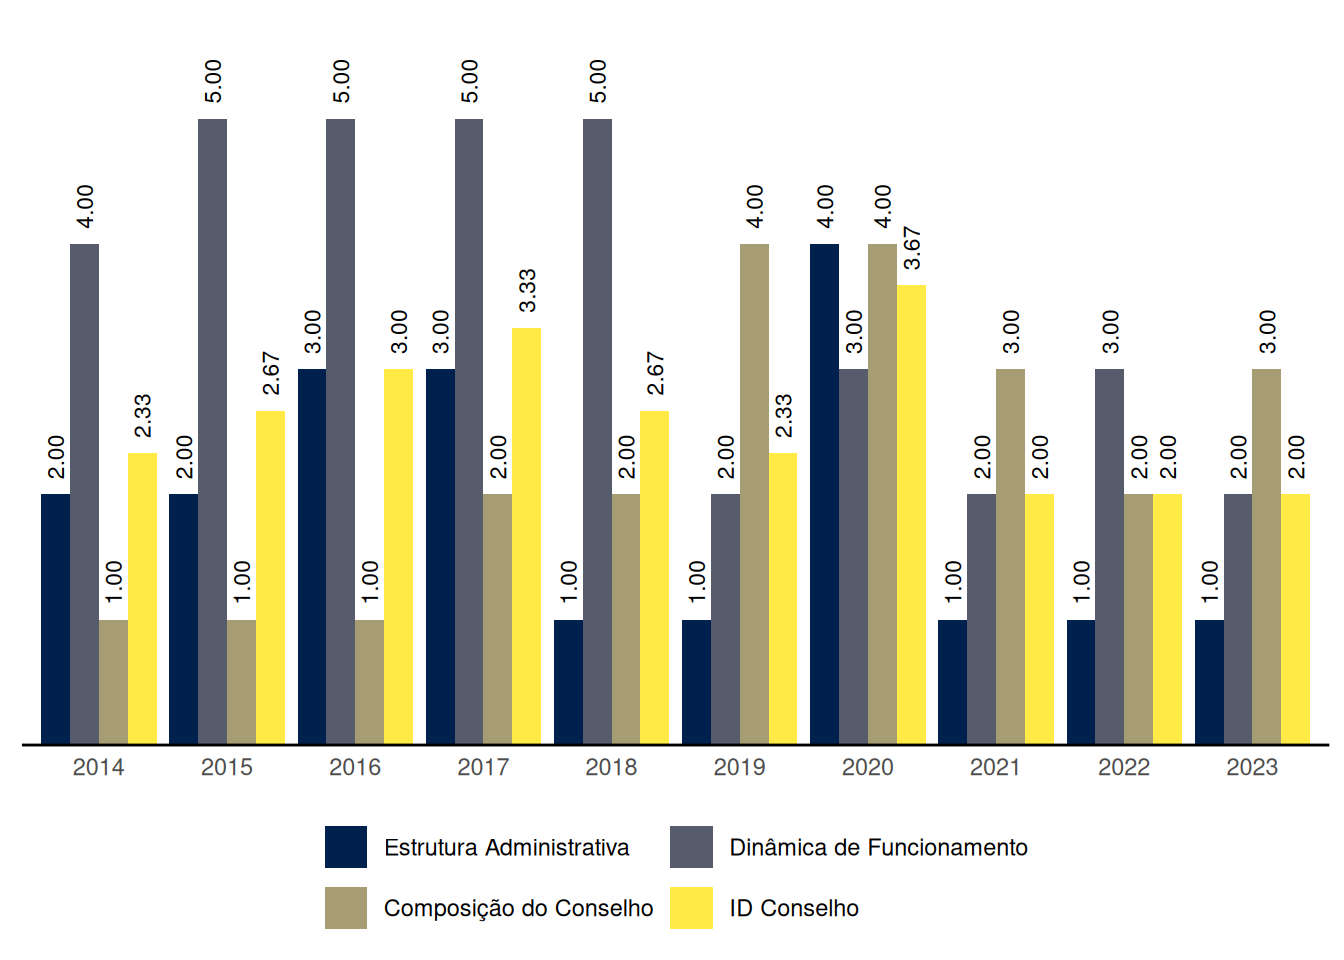 5.00 5.00 5.00 5.00
4.00 4.00 4.00 4.00
3.67
3.33
3.00 3.00 3.00 3.00 3.00 3.00 3.00
2.67 2.67
2.33 2.33
2.00 2.00 2.00 2.00 2.00 2.00 2.00 2.00 2.00 2.00 2.00
1.00 1.00 1.00 1.00 1.00 1.00 1.00 1.00
2014 2015 2016 2017 2018 2019 2020 2021 2022 2023
Estrutura Administrativa Dinâmica de Funcionamento
Composição do Conselho ID Conselho